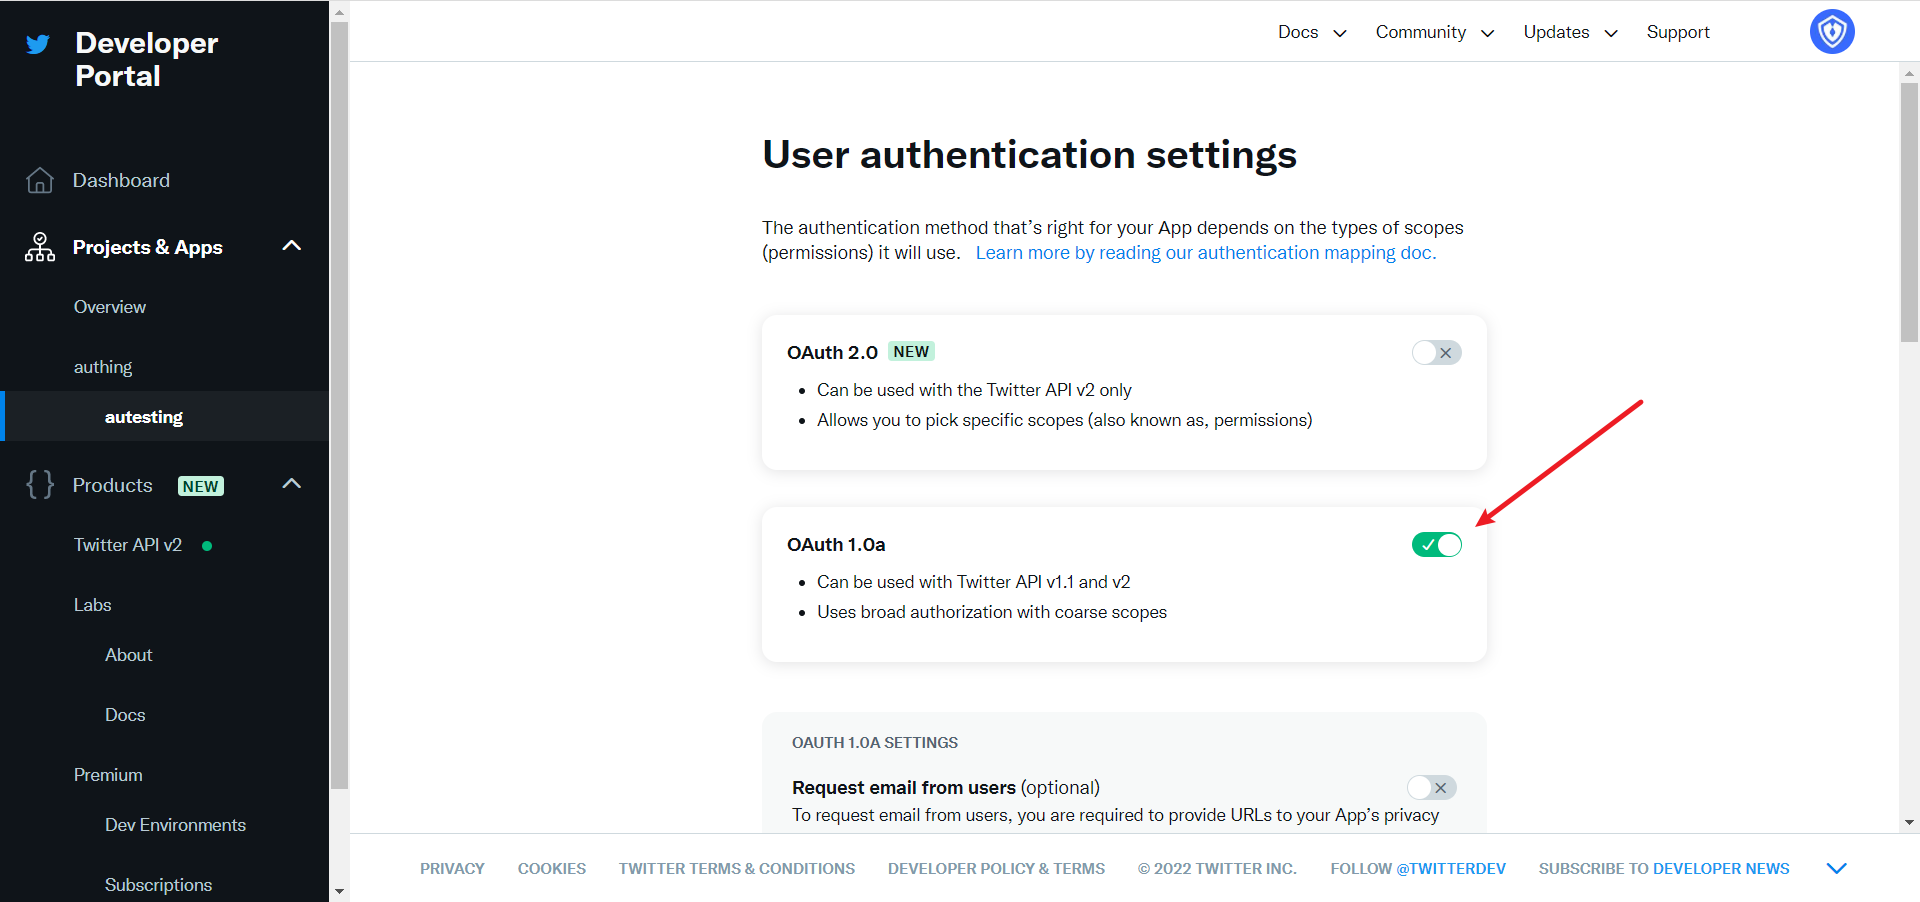 Developer
Portal
Dashboard
Projects & Apps
Overview
authing
autesting
Products NEW
Twitter API v2
Labs
About
Docs
Premium
Dev Environments
Subscriptions
Docs Community Updates Support
User authentication settings
The authentication method that’s right for your App depends on the types of scopes
(permissions) it will use. Learn more by reading our authentication mapping doc.
OAuth 2.0 NEW
• Can be used with the Twitter API v2 only
• Allows you to pick specific scopes (also known as, permissions)
OAuth 1.0a
• Can be used with Twitter API v1.1 and v2
• Uses broad authorization with coarse scopes
OAUTH 1.0A SETTINGS
Request email from users (optional)
To request email from users, you are required to provide URLs to your App’s privacy
PRIVACY COOKIES TWITTER TERMS & CONDITIONS DEVELOPER POLICY & TERMS © 2022 TWITTER INC. FOLLOW @TWITTERDEV SUBSCRIBE TO DEVELOPER NEWS